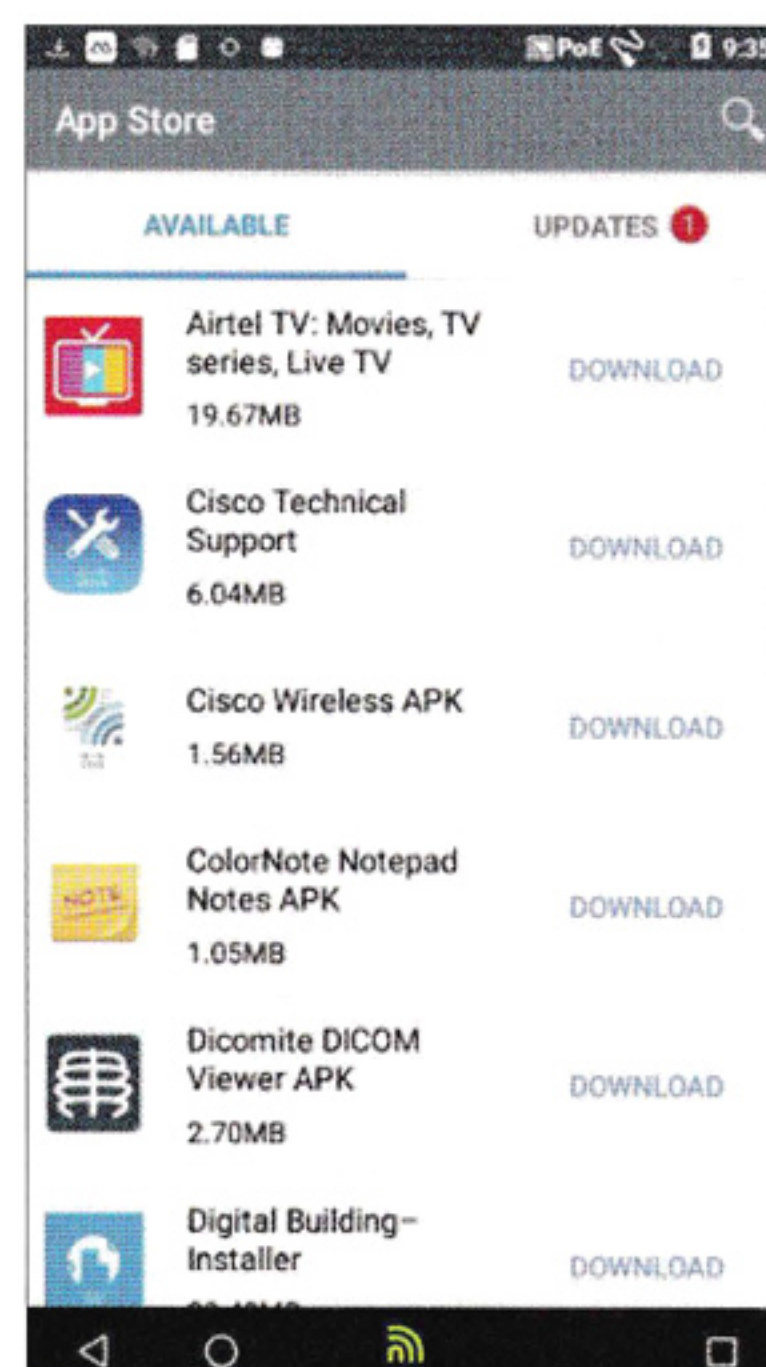 PoE 9:35
App Store
AVAILABLE
UPDATES 1
Airtel TV: Movies, TV
series, Live TV
19.67MB
DOWNLOAD
Cisco Technical
Support
6.04MB
DOWNLOAD
Cisco Wireless APK
1.56MB
DOWNLOAD
ColorNote Notepad
Notes APK
1.05MB
DOWNLOAD
NOTE
Dicomite DICOM
Viewer APK
2.70MB
DOWNLOAD
Digital Building–
Installer
DOWNLOAD